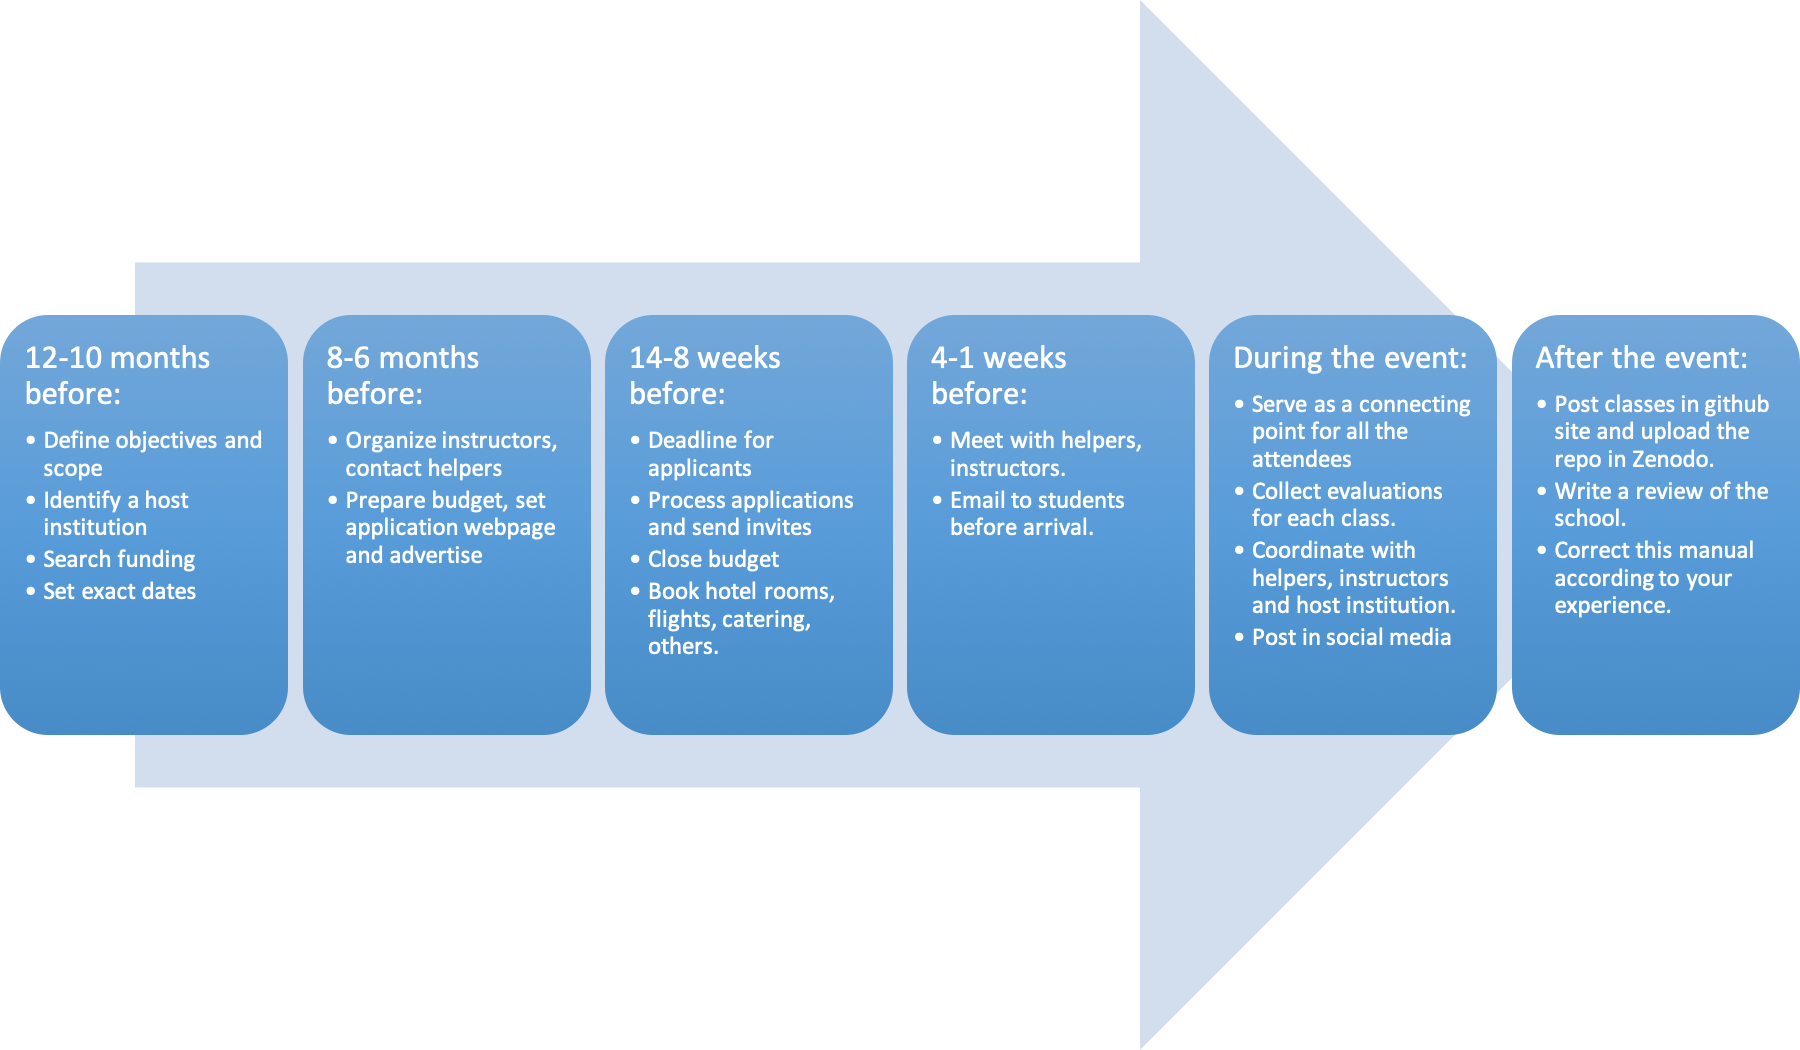 12-10 months
before:
• Define objectives and
scope
• Identify a host
institution
• Search funding
• Set exact dates
8-6 months
before:
• Organize instructors,
contact helpers
• Prepare budget, set
application webpage
and advertise
14-8 weeks
before:
• Deadline for
applicants
• Process applications
and send invites
• Close budget
• Book hotel rooms,
flights, catering,
others.
4-1 weeks
before:
• Meet with helpers,
instructors.
• Email to students
before arrival.
During the event:
• Serve as a connecting
point for all the
attendees
• Collect evaluations
for each class.
• Coordinate with
helpers, instructors
and host institution.
• Post in social media
After the event:
• Post classes in github
site and upload the
repo in Zenodo.
• Write a review of the
school.
• Correct this manual
according to your
experience.